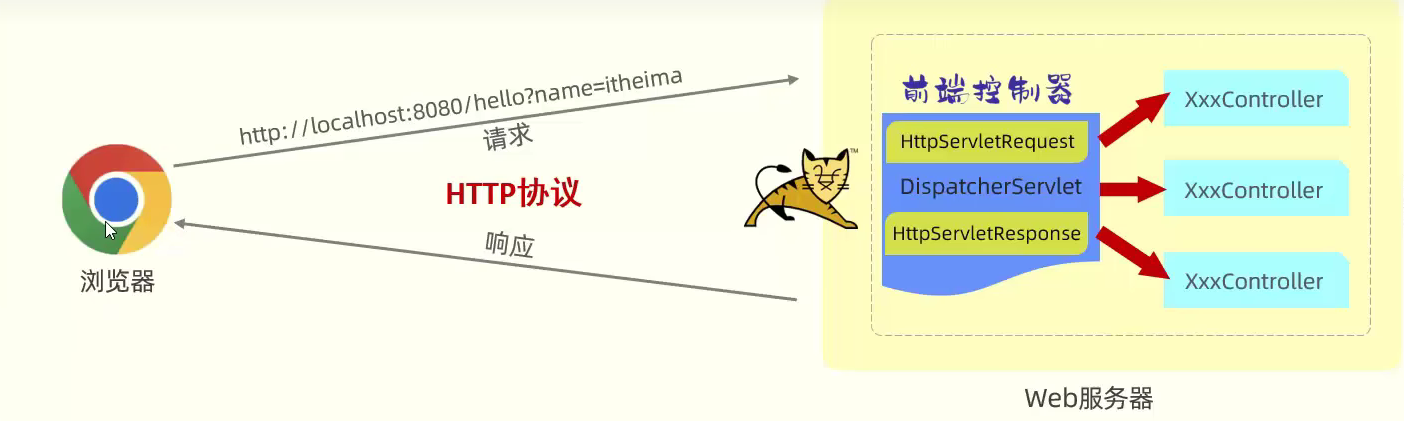 http://localhost:8080/hello?name=itheima
请求
HTTP协议
响应
浏览器
前端控制器
HttpServletRequest
DispatcherServlet
HttpServletResponse
XxxController
XxxController
XxxController
TM
Web服务器